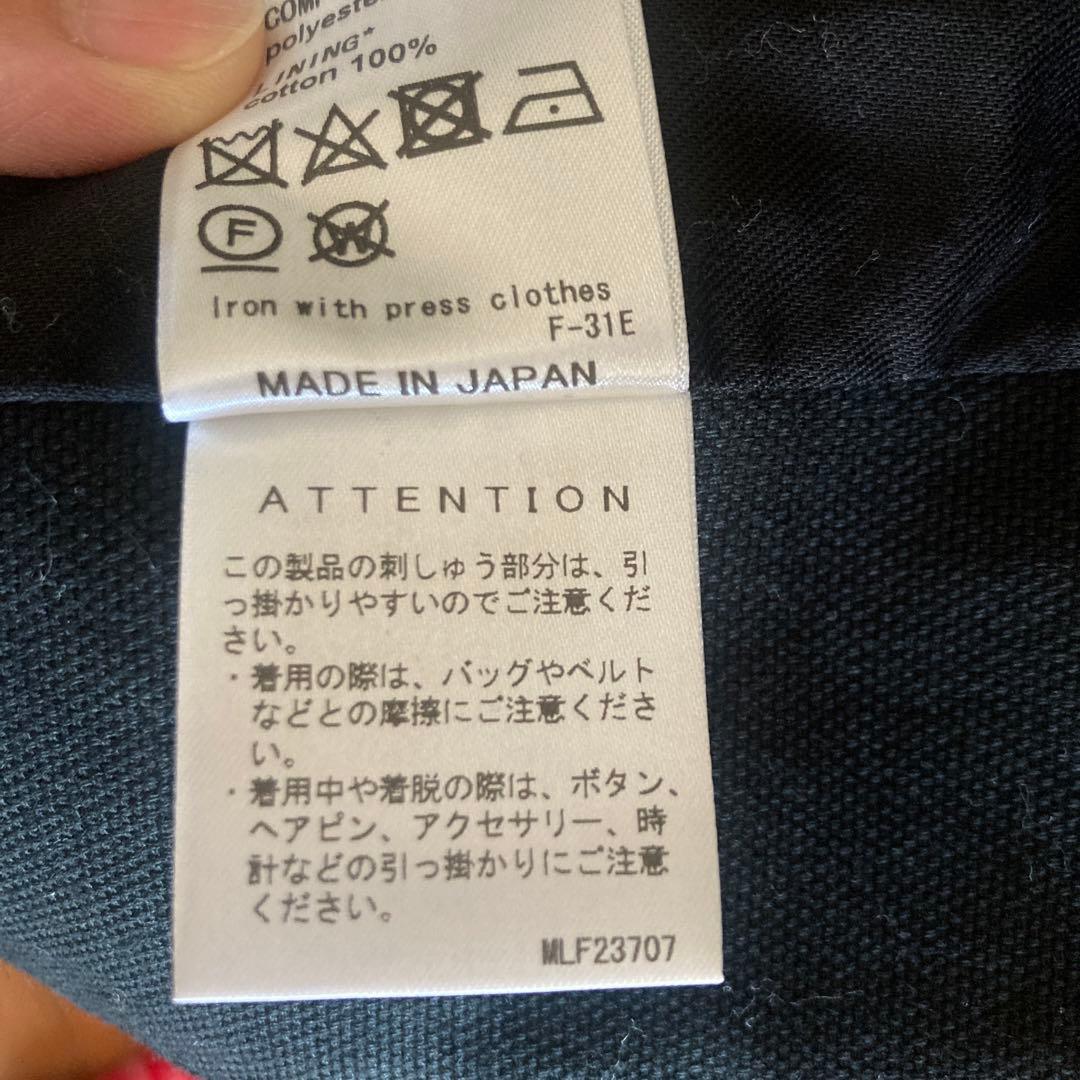 polyester
LINING*
cotton 100%
F
W
Iron with press clothes
F-31E
MADE IN JAPAN
ATTENTION
この製品の刺しゅう部分は、引
っ掛かりやすいのでご注意くだ
さい。
・着用の際は、バッグやベルト
などとの摩擦にご注意くださ
い。
・着用中や着脱の際は、ボタン、
ヘアピン、アクセサリー、時
計などの引っ掛かりにご注意
ください。
MLF23707